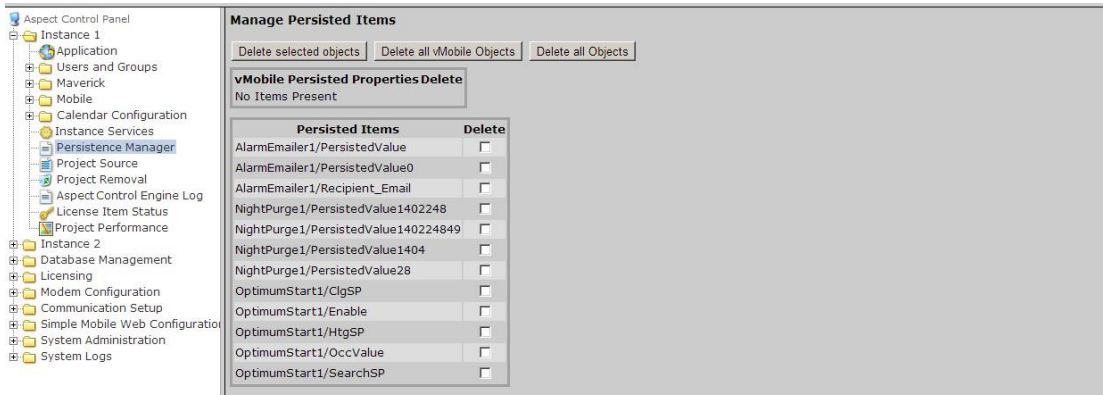 Aspect Control Panel
Instance 1
Application
Users and Groups
Maverick
Mobile
Calendar Configuration
Instance Services
Persistence Manager
Project Source
Project Removal
Aspect Control Engine Log
License Item Status
Project Performance
Instance 2
Database Management
Licensing
Modem Configuration
Communication Setup
Simple Mobile Web Configuration
System Administration
System Logs
Manage Persisted Items
Delete selected objects Delete all vMobile Objects Delete all Objects
vMobile Persisted Properties Delete
No Items Present
Persisted Items Delete
AlarmEmailer1/PersistedValue
AlarmEmailer1/PersistedValue0
AlarmEmailer1/Recipient_Email
NightPurge1/PersistedValue1402248
NightPurge1/PersistedValue140224849
NightPurge1/PersistedValue1404
NightPurge1/PersistedValue28
OptimumStart1/ClgSP
OptimumStart1/Enable
OptimumStart1/HtgSP
OptimumStart1/OccValue
OptimumStart1/SearchSP